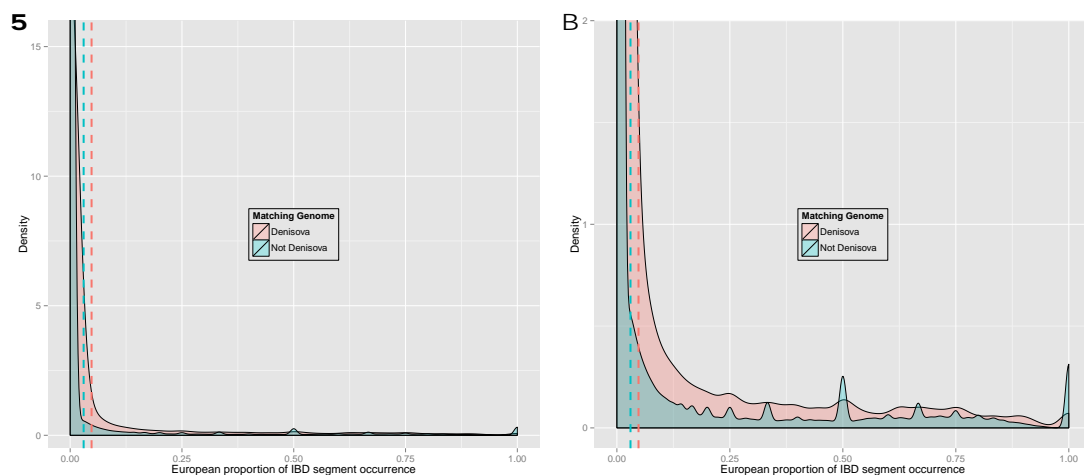 5
15
10
5
0
Density
Matching Genome
Denisova
Not Denisova
0.00 0.25 0.50 0.75 1.00
European proportion of IBD segment occurrence
B
2
1
0
Density
Matching Genome
Denisova
Not Denisova
0.00 0.25 0.50 0.75 1.00
European proportion of IBD segment occurrence